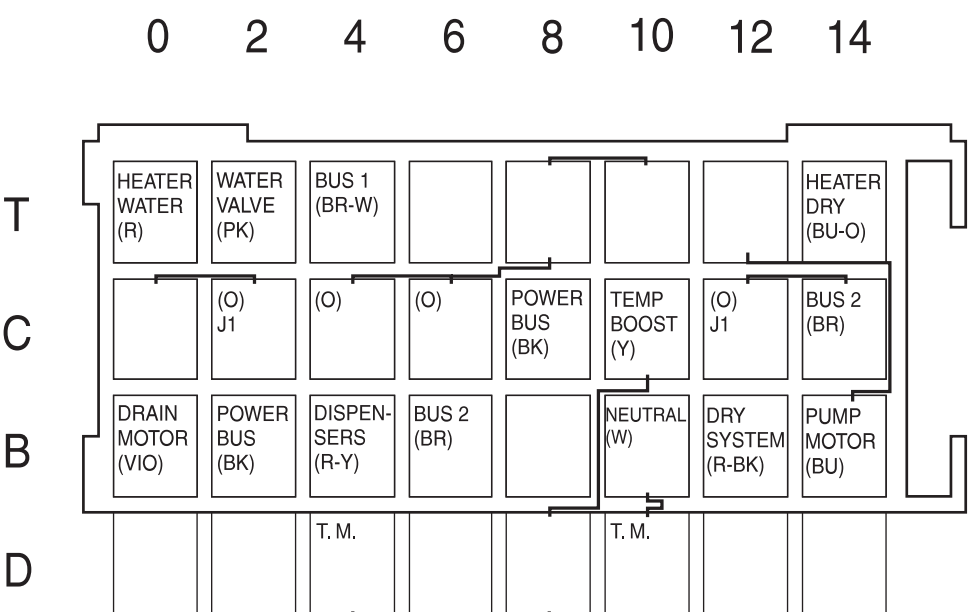 0 2 4 6 8 10 12 14
T
HEATER
WATER
(R)
WATER
VALVE
(PK)
BUS 1
(BR-W)
HEATER
DRY
(BU-O)
C
(O)
J1
(O)
(O)
POWER
BUS
(BK)
TEMP
BOOST
(Y)
(O)
J1
BUS 2
(BR)
B
DRAIN
MOTOR
(VIO)
POWER
BUS
(BK)
DISPEN-
SERS
(R-Y)
BUS 2
(BR)
NEUTRAL
(W)
DRY
SYSTEM
(R-BK)
PUMP
MOTOR
(BU)
D
T. M.
T. M.